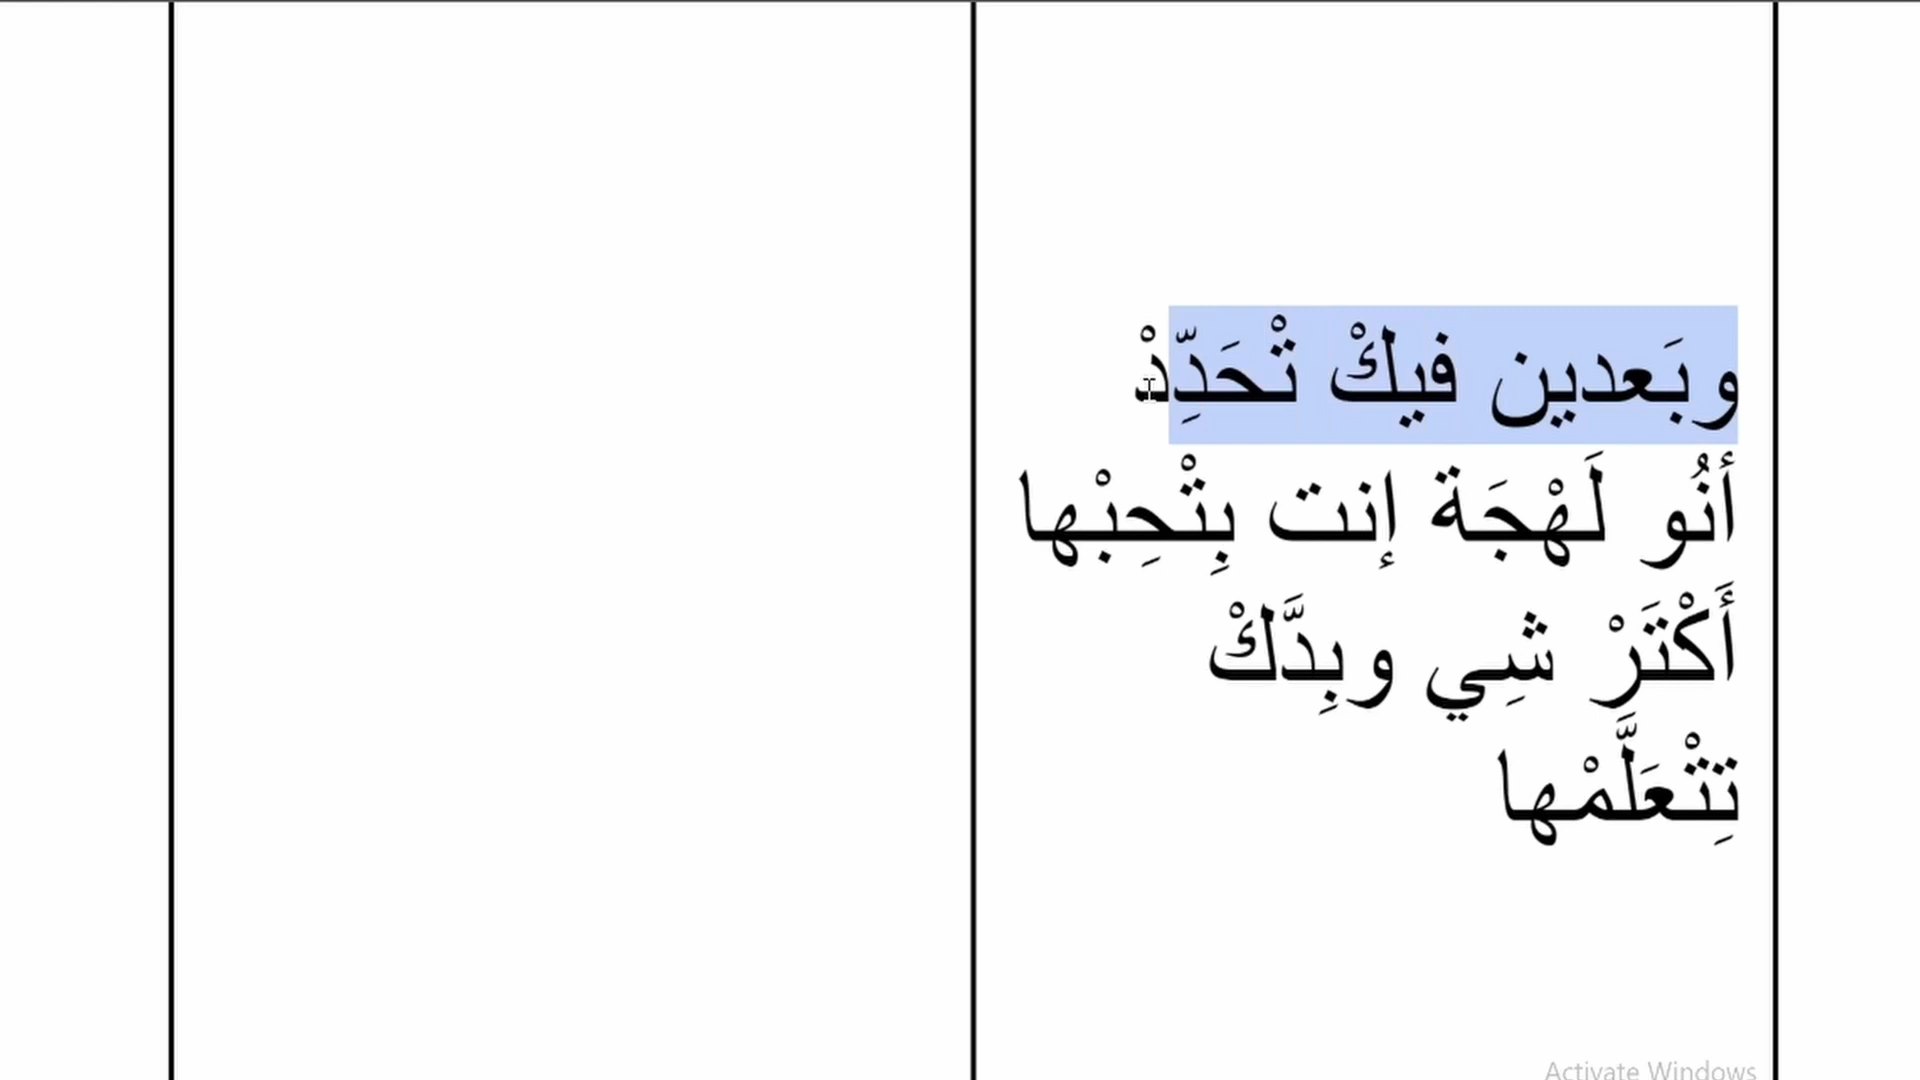 وبَعدين فيكْ تْحَدِّدْ
أنُو لَهْجَة إنت بِتْحِبْها
أَكْتَرْ شِي وبِدَّكْ
تِتْعَلَّمْها
Activate Windows